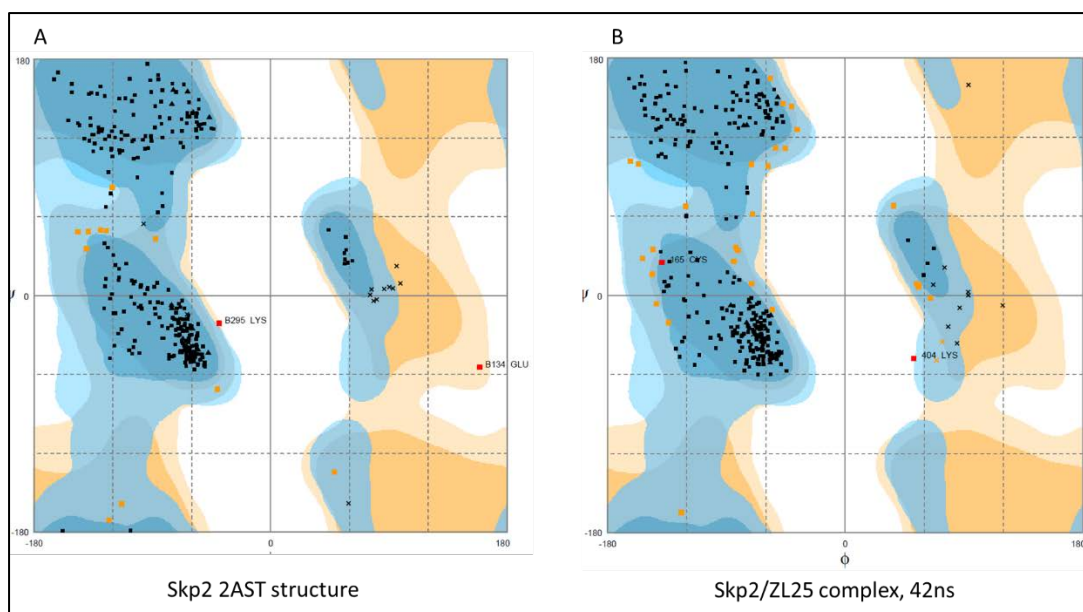 A
B
180
180
B295 LYS
B134 GLU
165 CYS
404 LYS
ψ
0
ψ
0
-180
-180
-180
0
180
-180
0
180
ϕ
Skp2 2AST structure
Skp2/ZL25 complex, 42ns